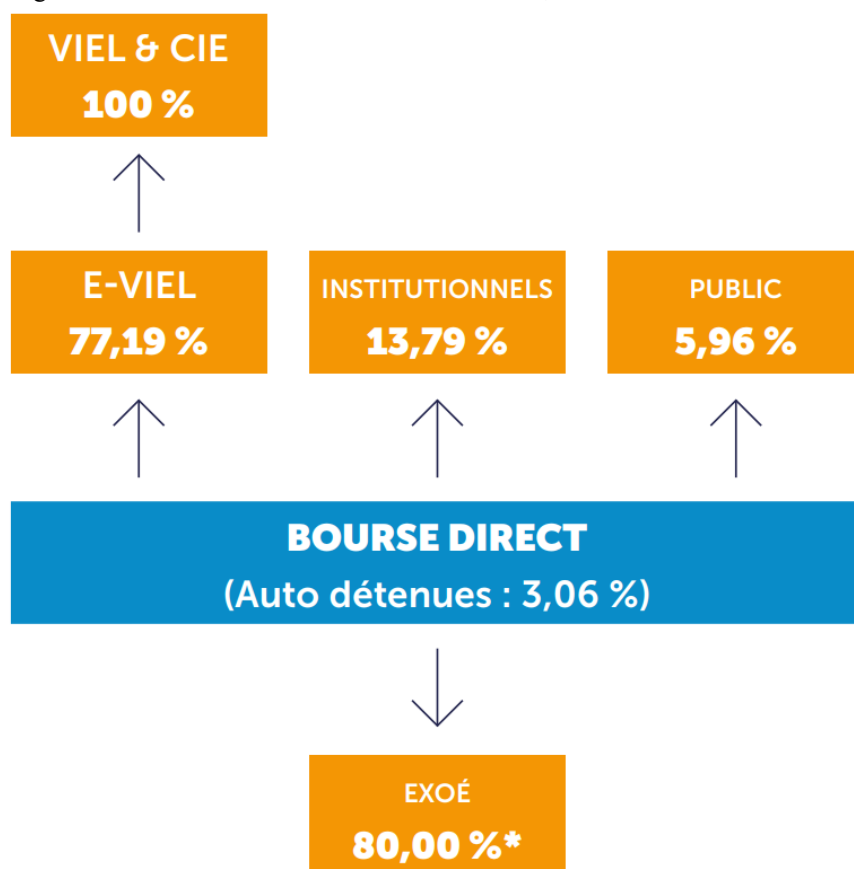 VIEL & CIE
100 %
E-VIEL
77,19 %
INSTITUTIONNELS
13,79 %
PUBLIC
5,96 %
BOURSE DIRECT
(Auto détenues : 3,06 %)
EXOÉ
80,00 %*